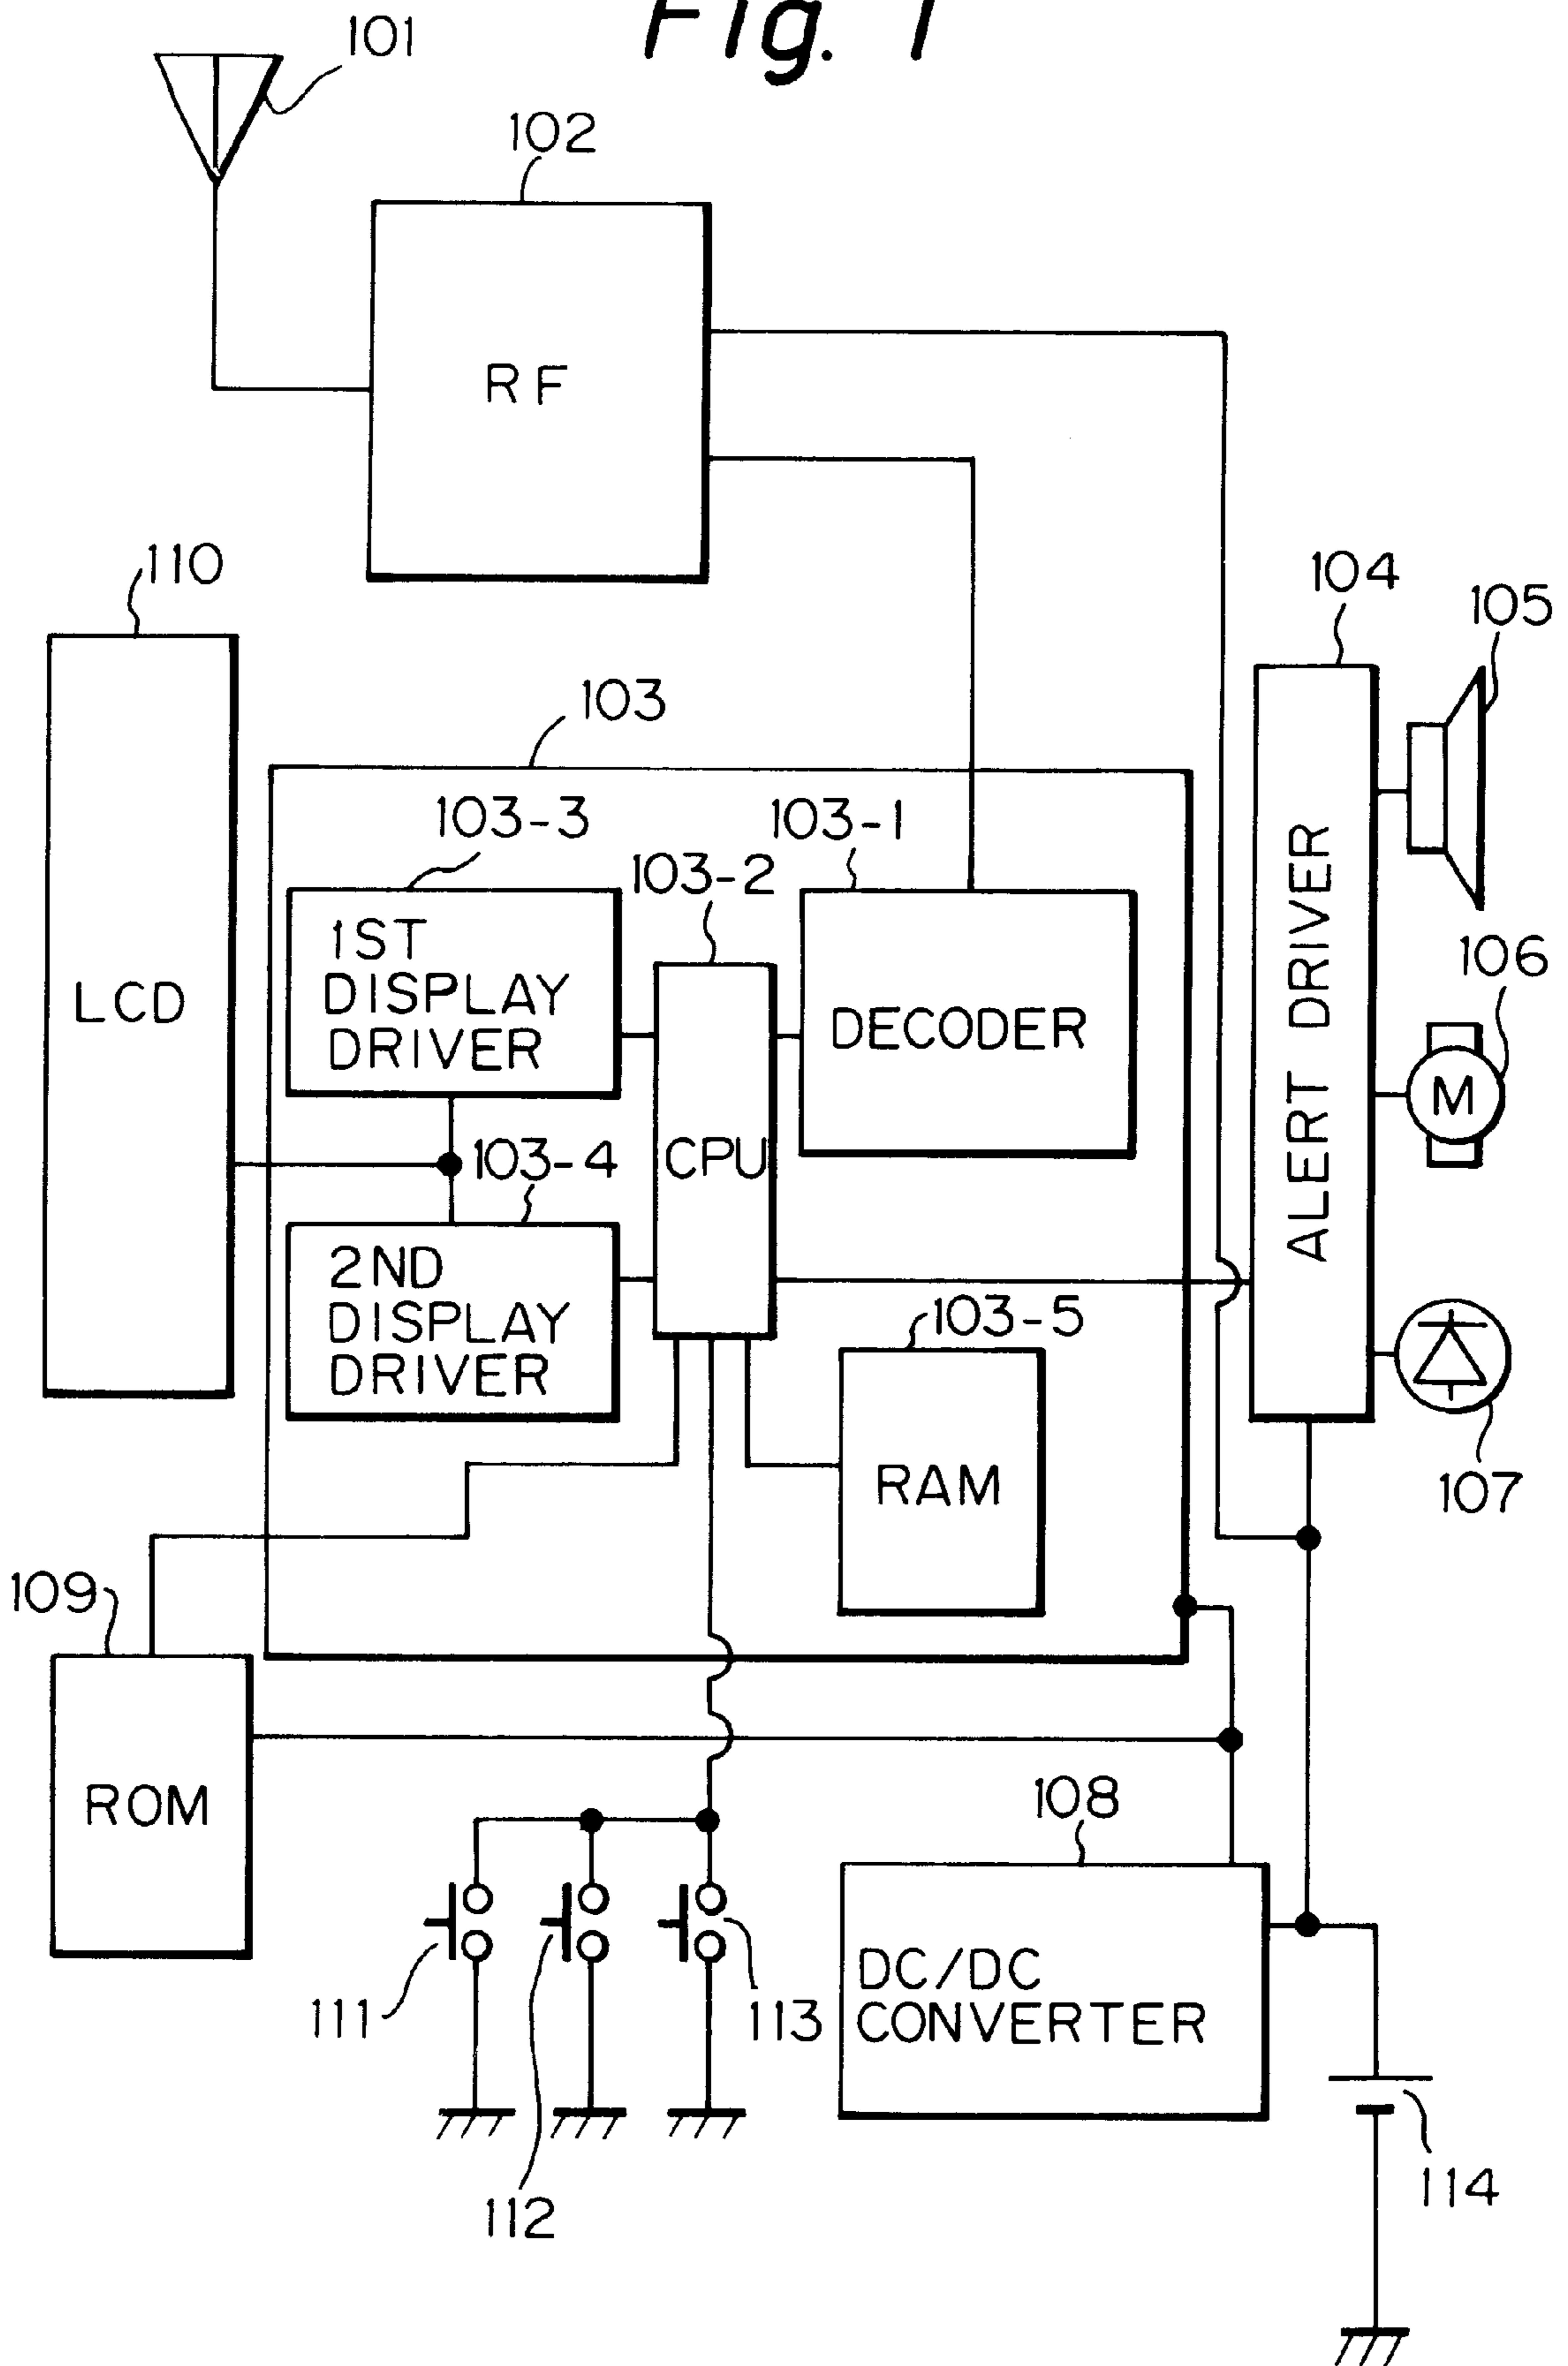 Fig. 1
101
102
RF
110
104
105
103
103-3
103-1
103-2
1ST
DISPLAY
DRIVER
LCD
DECODER
ALERT DRIVER
106
M
103-4
CPU
2ND
DISPLAY
DRIVER
103-5
RAM
107
109
ROM
108
DC/DC
CONVERTER
111
113
112
114